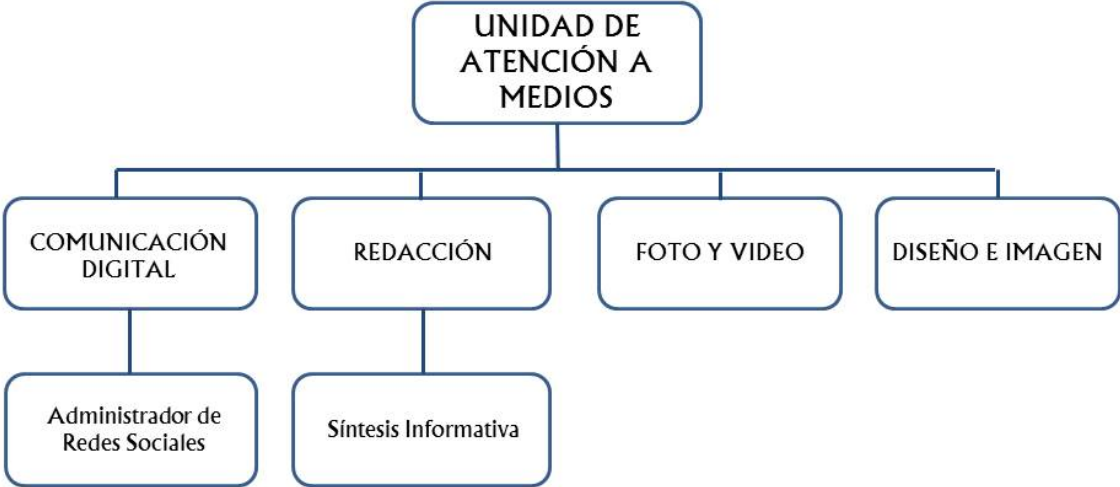 UNIDAD DE
ATENCIÓN A
MEDIOS
COMUNICACIÓN
DIGITAL
REDACCIÓN
FOTO Y VIDEO
DISEÑO E IMAGEN
Administrador de
Redes Sociales
Síntesis Informativa